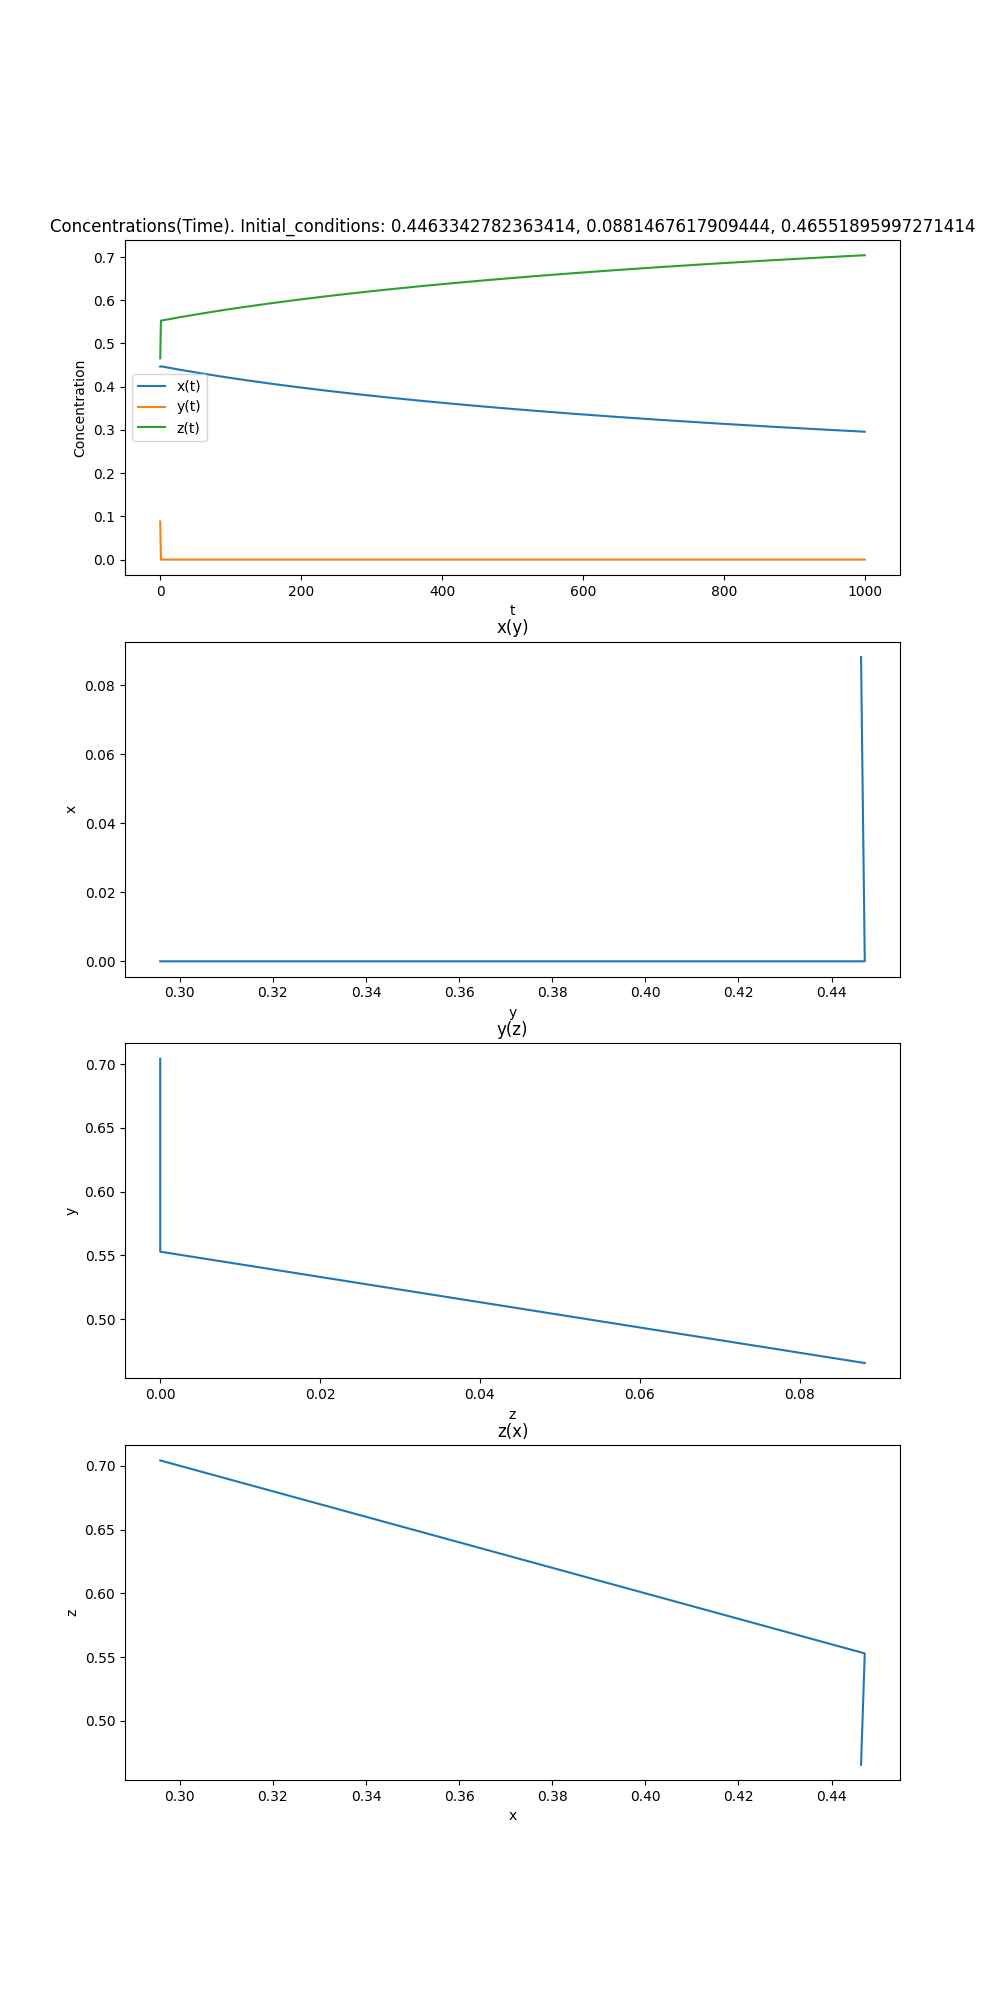 Concentrations(Time). Initial_conditions: 0.4463342782363414, 0.0881467617909444, 0.46551895997271414
0.7
0.6
0.5
0.4
0.3
0.2
0.1
0.0
Concentration
x(t)
y(t)
z(t)
0 200 400 600 800 1000
t
x(y)
0.08
0.06
0.04
0.02
0.00
x
0.30 0.32 0.34 0.36 0.38 0.40 0.42 0.44
y
y(z)
0.70
0.65
0.60
0.55
0.50
y
0.00 0.02 0.04 0.06 0.08
z
z(x)
0.70
0.65
0.60
0.55
0.50
z
0.30 0.32 0.34 0.36 0.38 0.40 0.42 0.44
x